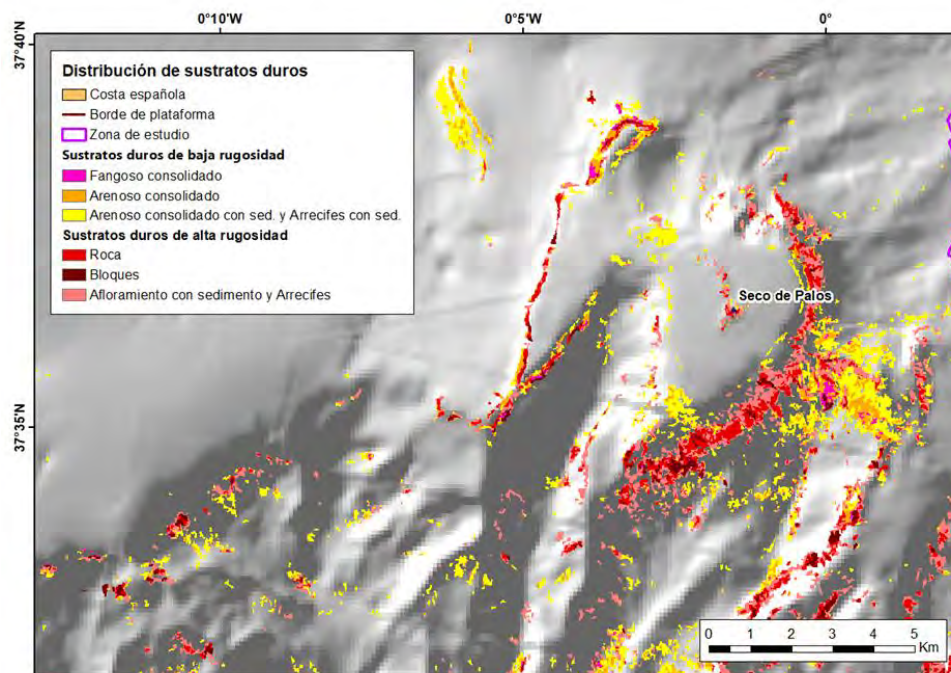 0°10'W 0°5'W 0°
37°40'N
Distribución de sustratos duros
Costa española
Borde de plataforma
Zona de estudio
Sustratos duros de baja rugosidad
Fangoso consolidado
Arenoso consolidado
Arenoso consolidado con sed. y Arrecifes con sed.
Sustratos duros de alta rugosidad
Roca
Bloques
Afloramiento con sedimento y Arrecifes
Seco de Palos
37°35'N
0 1 2 3 4 5
Km